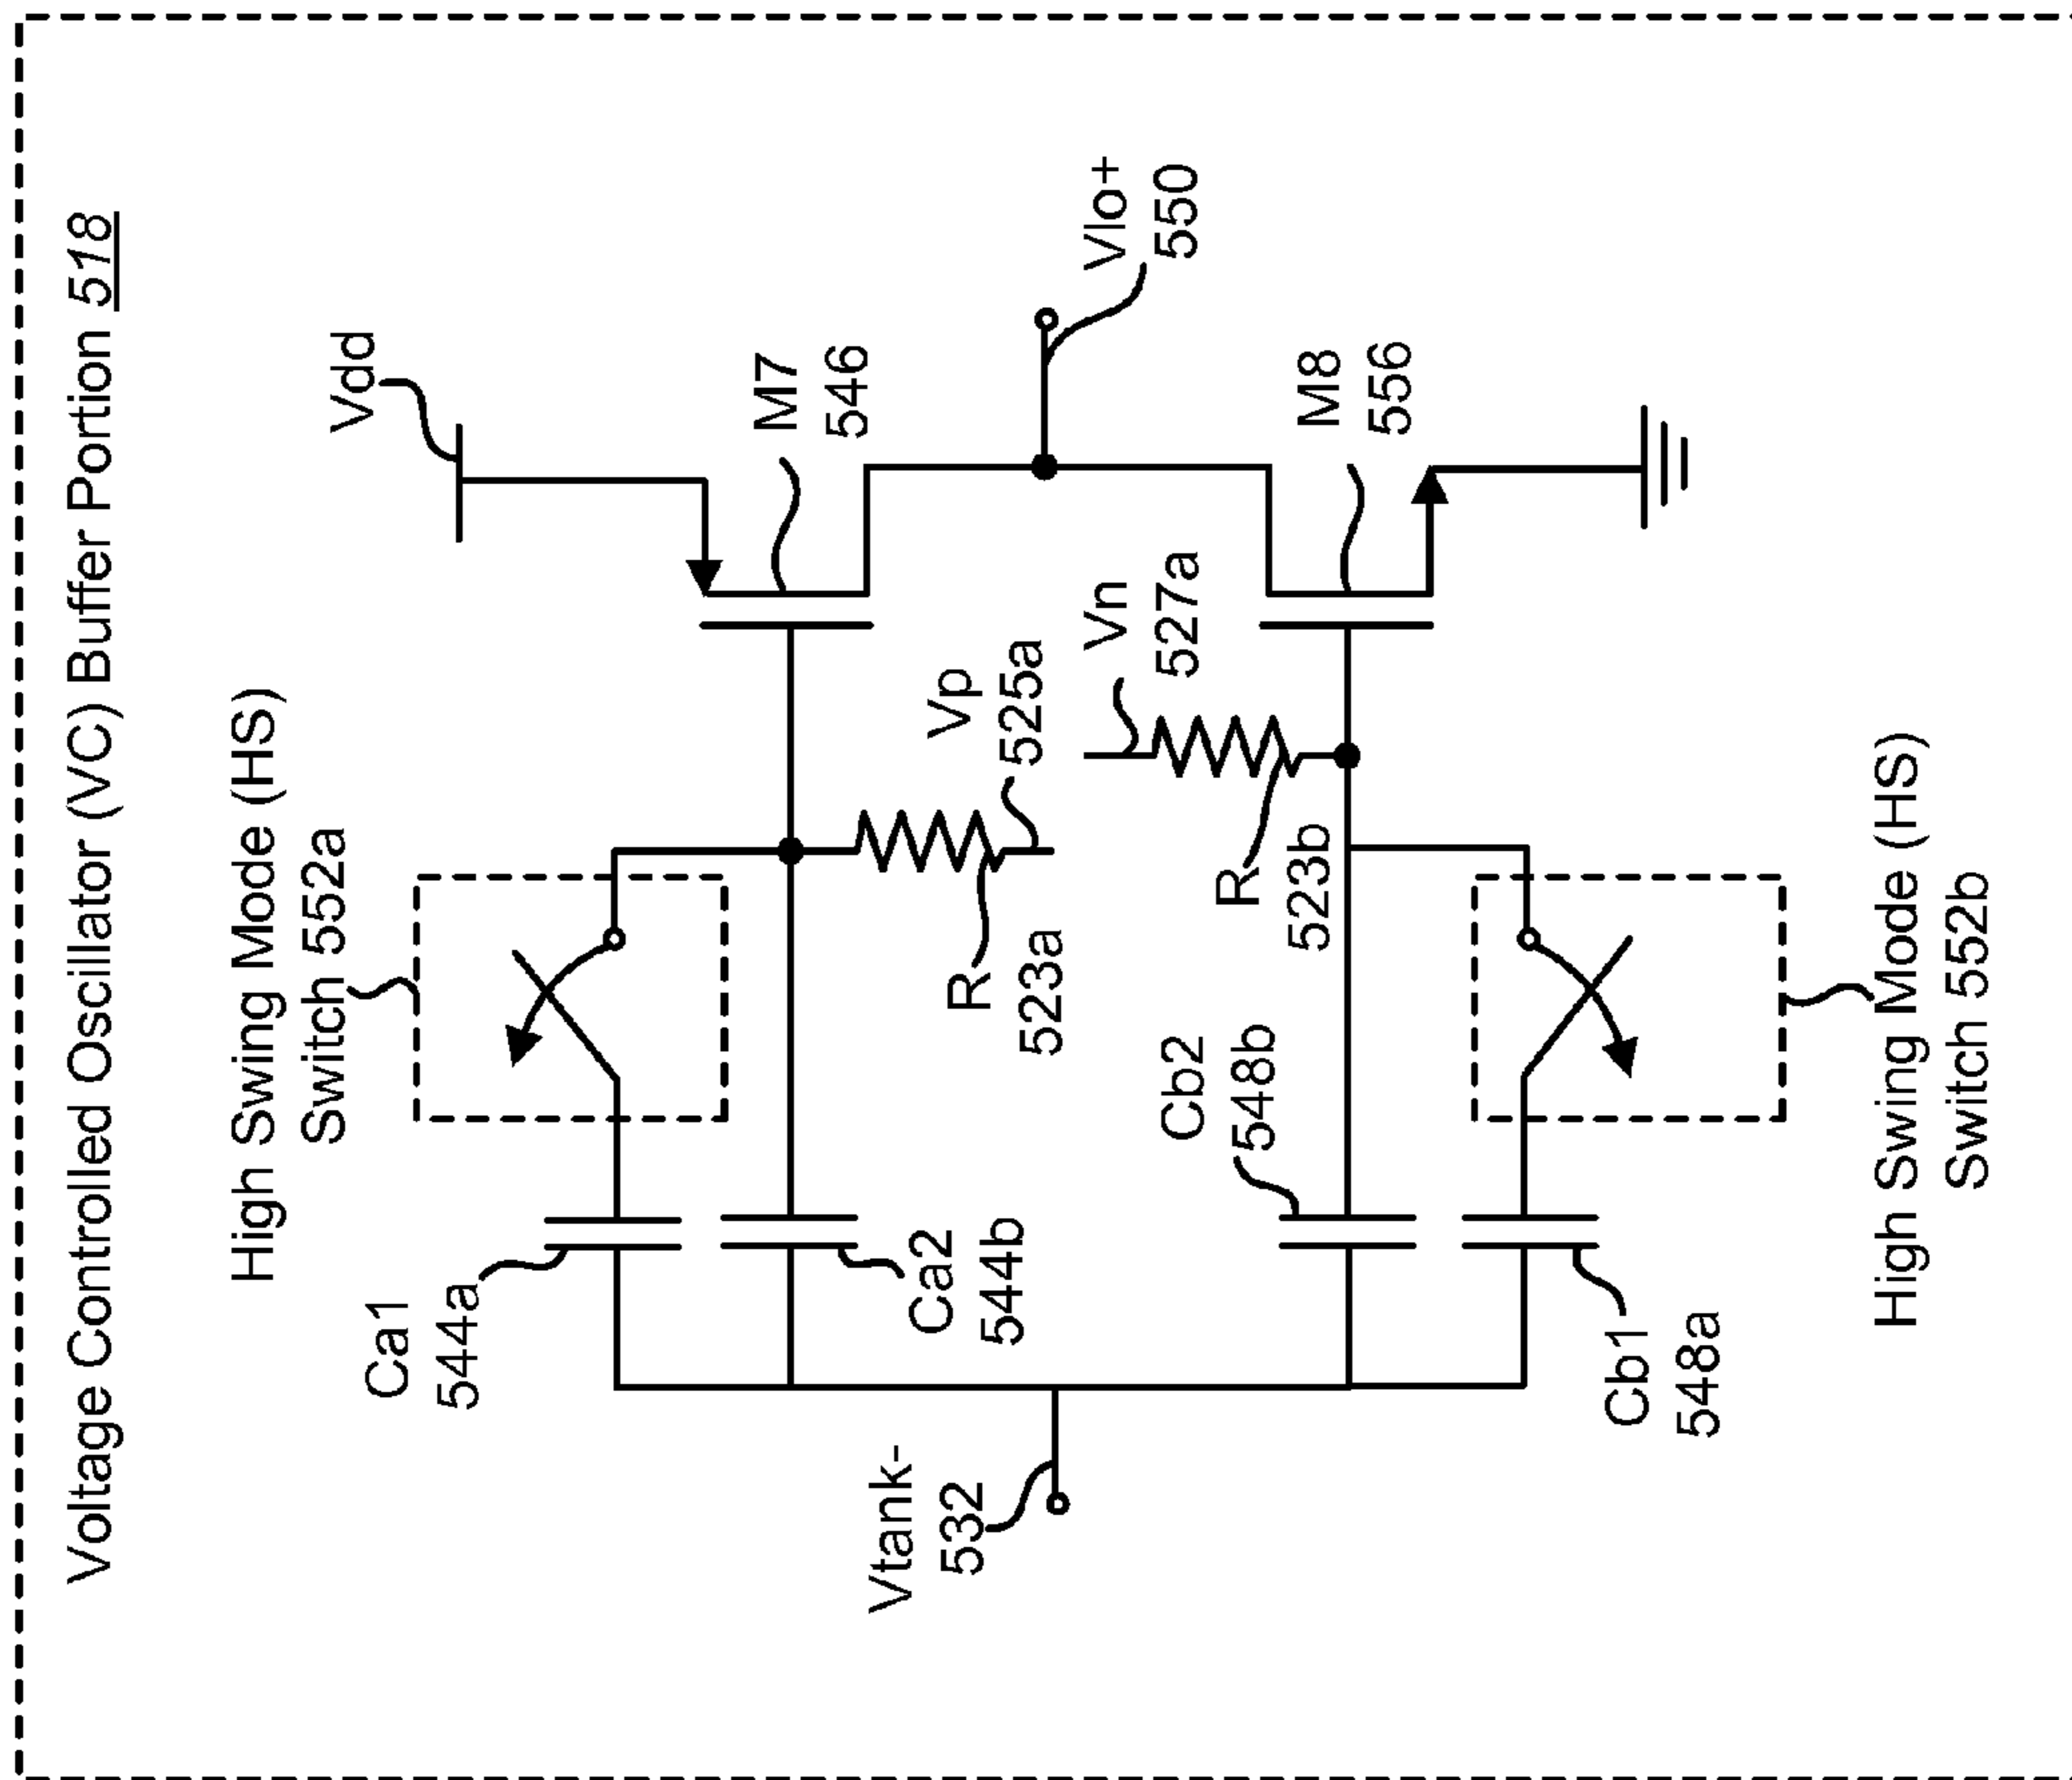 Voltage Controlled Oscillator (VC) Buffer Portion 518
High Swing Mode (HS)
Switch 552a
Vdd
Ca1
544a
M7
546
Ca2
544b
R
523a
Vp
525a
Vtank-
532
Vlo+
550
Vn
527a
Cb2
548b
R
523b
M8
556
Cb1
548a
High Swing Mode (HS)
Switch 552b